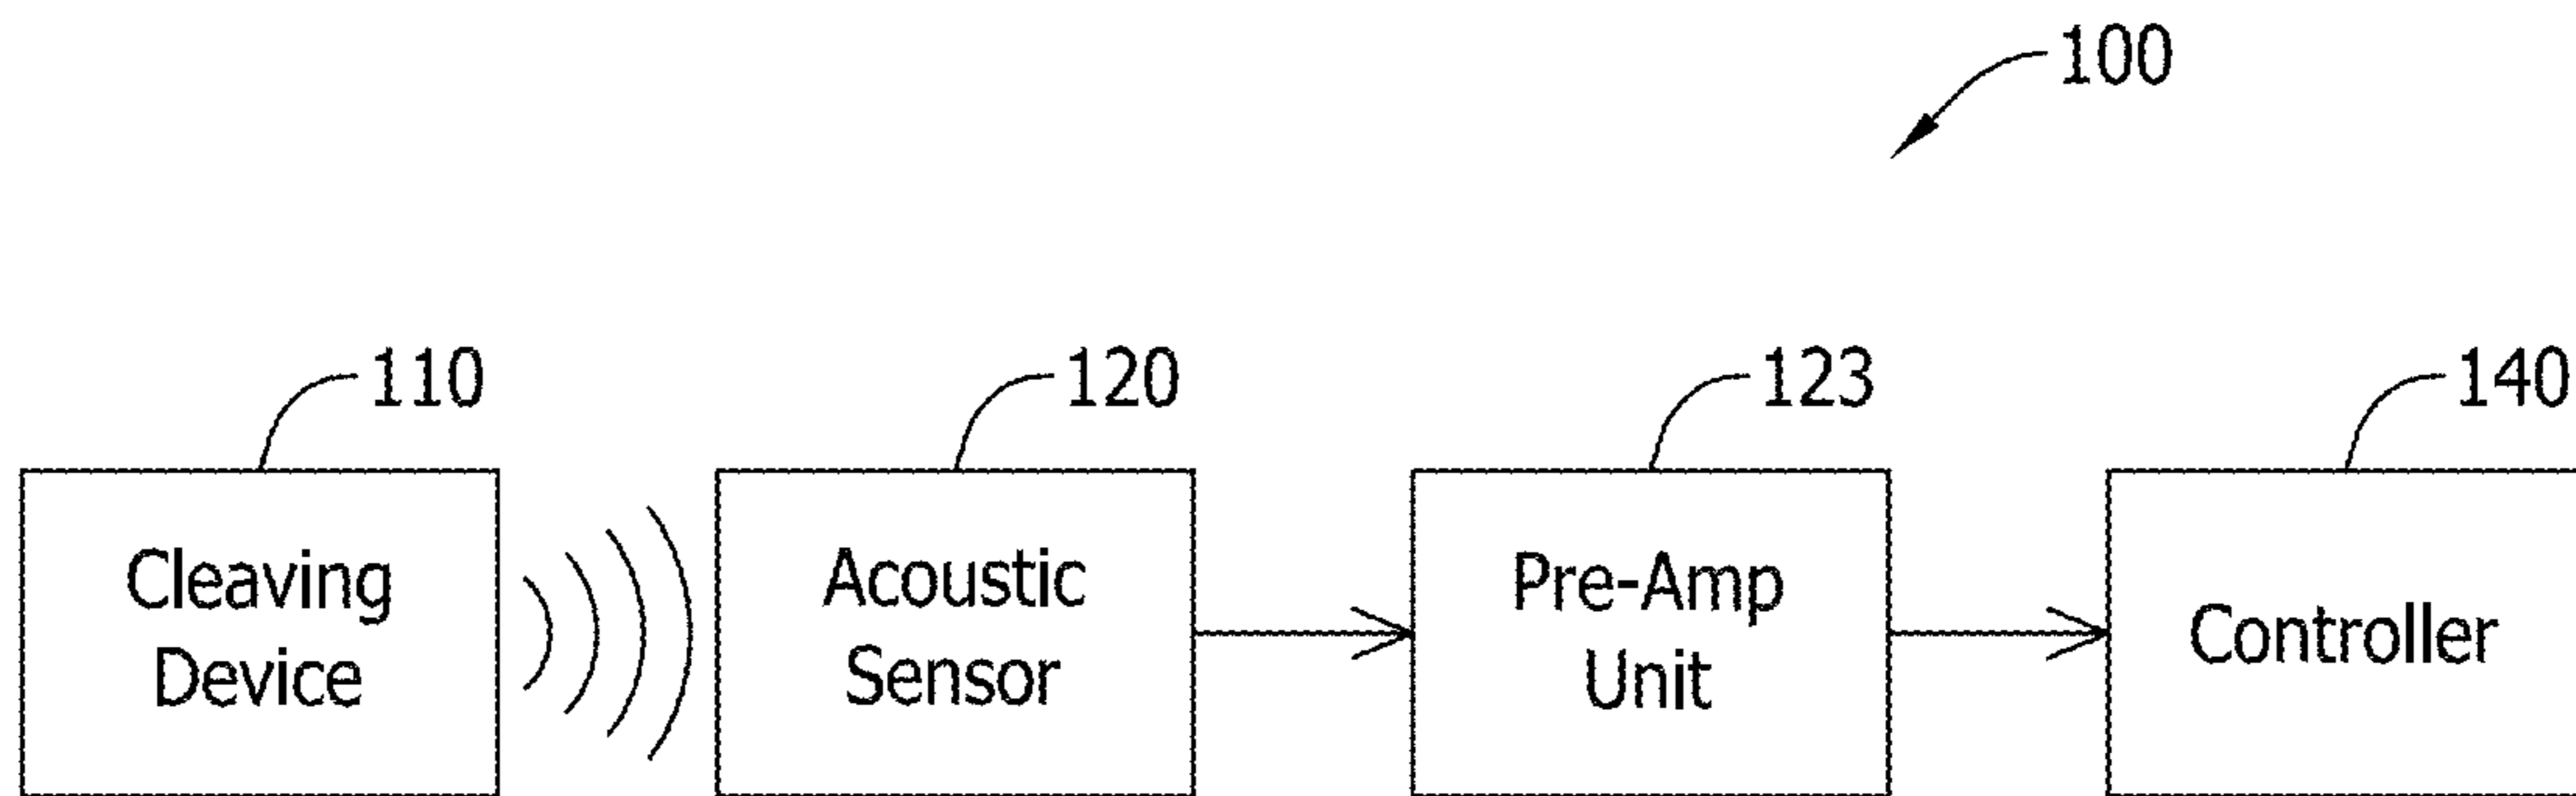 100
110
120
123
140
Cleaving
Device
Acoustic
Sensor
Pre-Amp
Unit
Controller